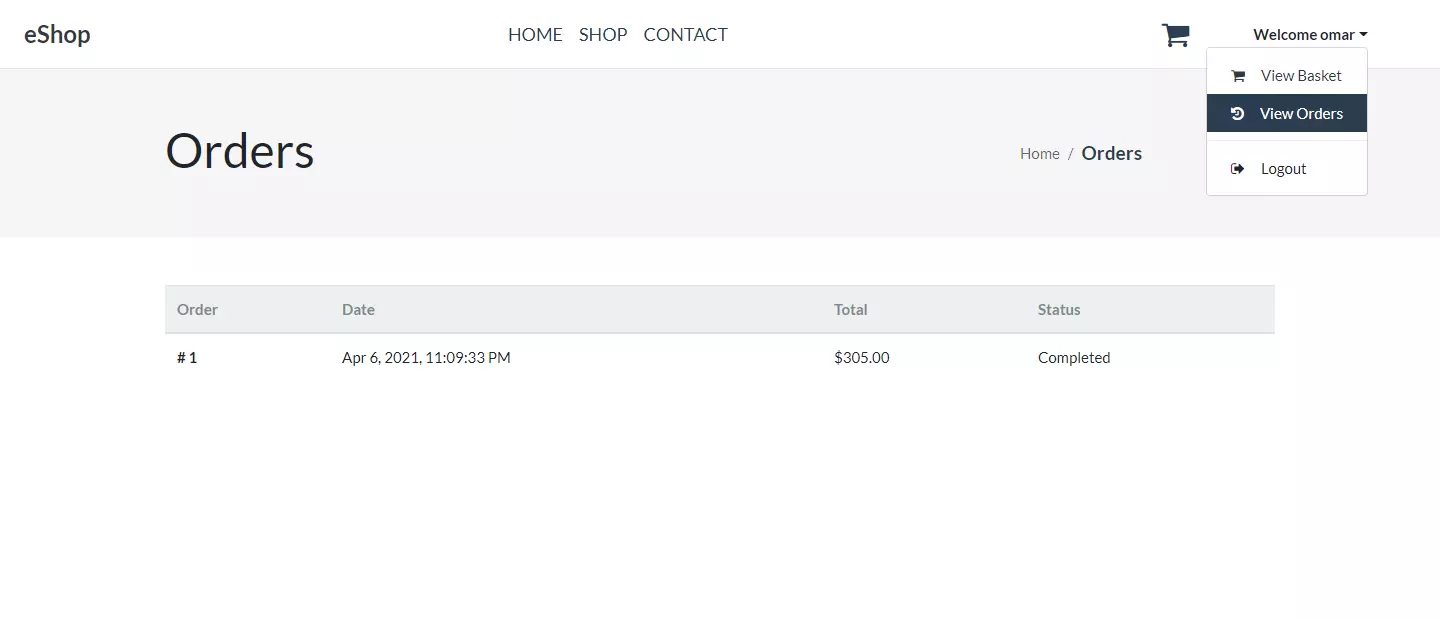 eShop HOME SHOP CONTACT Welcome omar
View Basket
View Orders
Logout
Orders
Home / Orders
Order Date Total Status
# 1 Apr 6, 2021, 11:09:33 PM $305.00 Completed